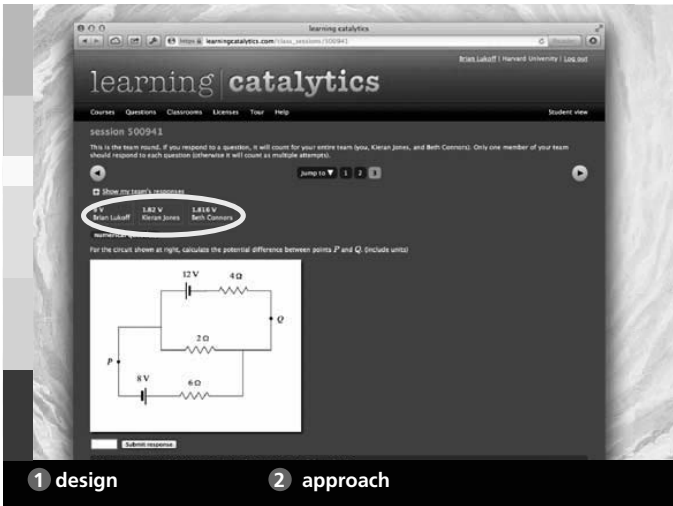 learning catalytics
https learningcatalytics.com/class_sessions/500941
Reader
Brian Lukoff | Harvard University | Log out
learning catalytics
Courses Questions Classrooms Licenses Tour Help Student view
session 500941
This is the team round. If you respond to a question, it will count for your entire team (you, Kieran Jones, and Beth Connors). Only one member of your team
should respond to each question (otherwise it will count as multiple attempts).
Jump to 1 2 3
Show my team's responses
V 1.82 V 1.816 V
Brian Lukoff Kieran Jones Beth Connors
For the circuit shown at right, calculate the potential difference between points P and Q. (include units)
12 V 4 Ω
Q
2 Ω
P
8 V 6 Ω
Submit response
1 design 2 approach